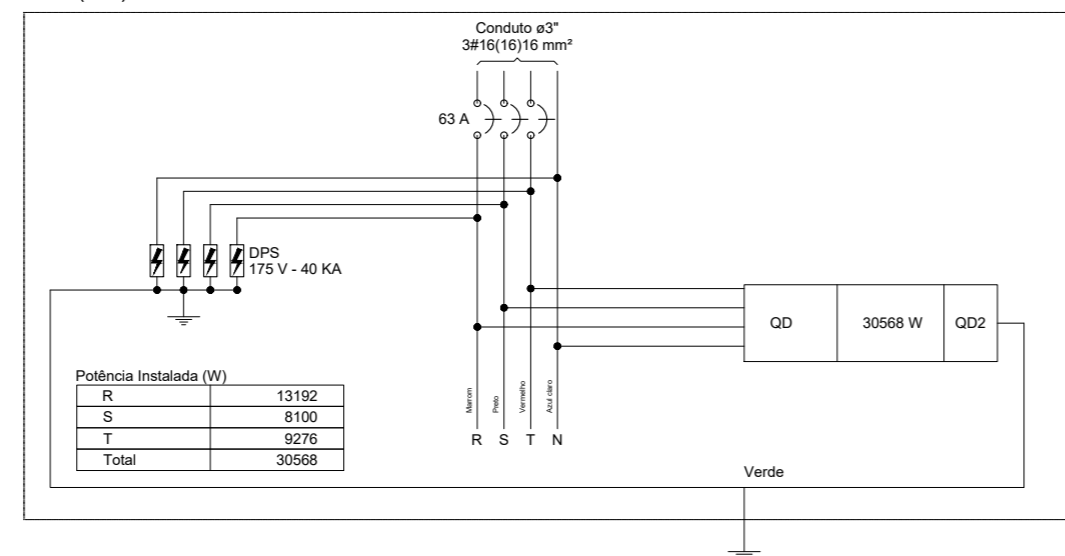 Conduto ø3"
3#16(16)16 mm²
63 A
DPS
175 V - 40 KA
QD 30568 W QD2
Potência Instalada (W)
R 13192
S 8100
T 9276
Total 30568
Marrom Preto Vermelho Azul claro
R S T N
Verde